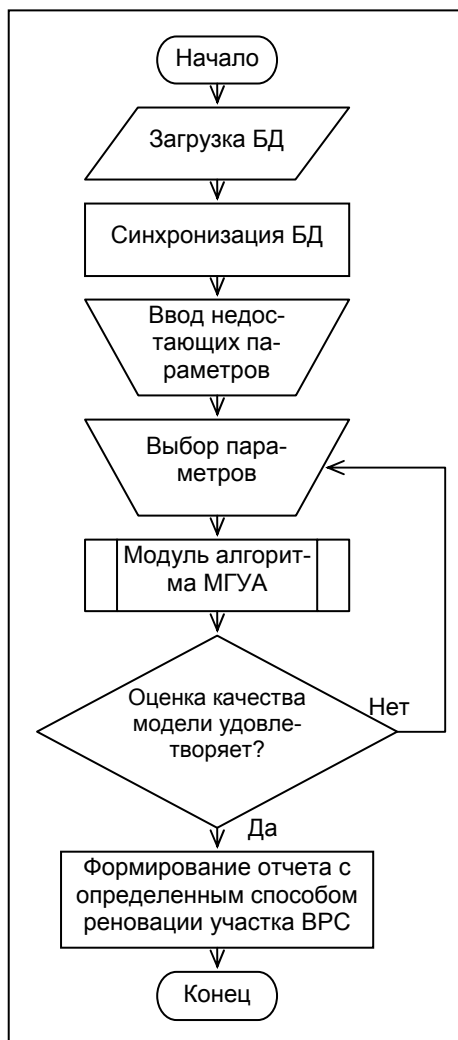 Начало
Загрузка БД
Синхронизация БД
Ввод недос-
тающих па-
раметров
Выбор пара-
метров
Модуль алгорит-
ма МГУА
Оценка качества
модели удовле-
творяет?
Нет
Да
Формирование отчета с
определенным способом
реновации участка ВРС
Конец